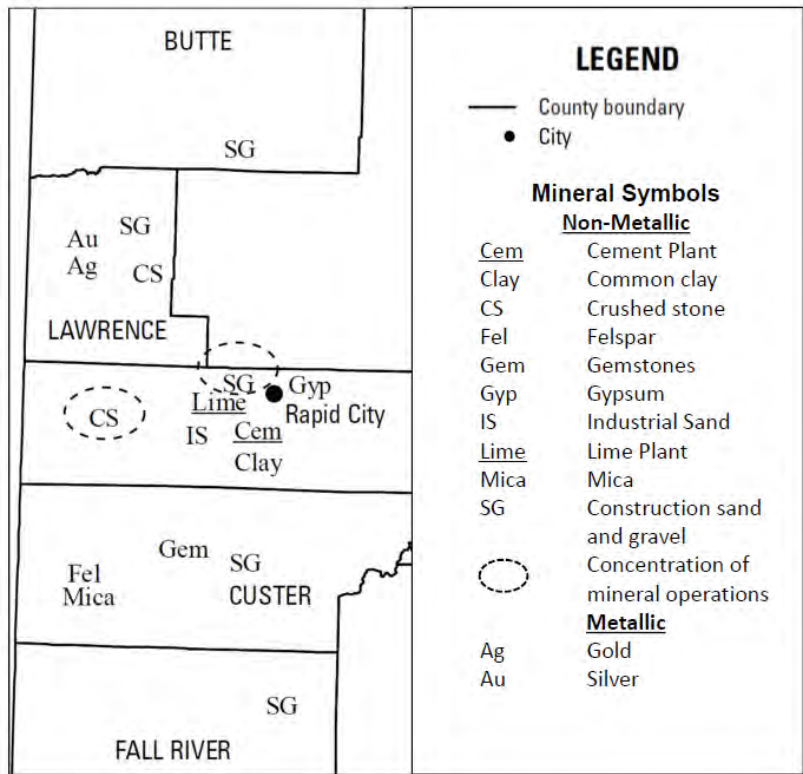 BUTTE
SG
Au
SG
Ag
CS
LAWRENCE
SG
Gyp
Lime
Rapid City
CS
IS
Cem
Clay
Gem
SG
Fel
Mica
CUSTER
SG
FALL RIVER
LEGEND
County boundary
City
Mineral Symbols
Non-Metallic
Cem Cement Plant
Clay Common clay
CS Crushed stone
Fel Felspar
Gem Gemstones
Gyp Gypsum
IS Industrial Sand
Lime Lime Plant
Mica Mica
SG Construction sand
and gravel
Concentration of
mineral operations
Metallic
Ag Gold
Au Silver